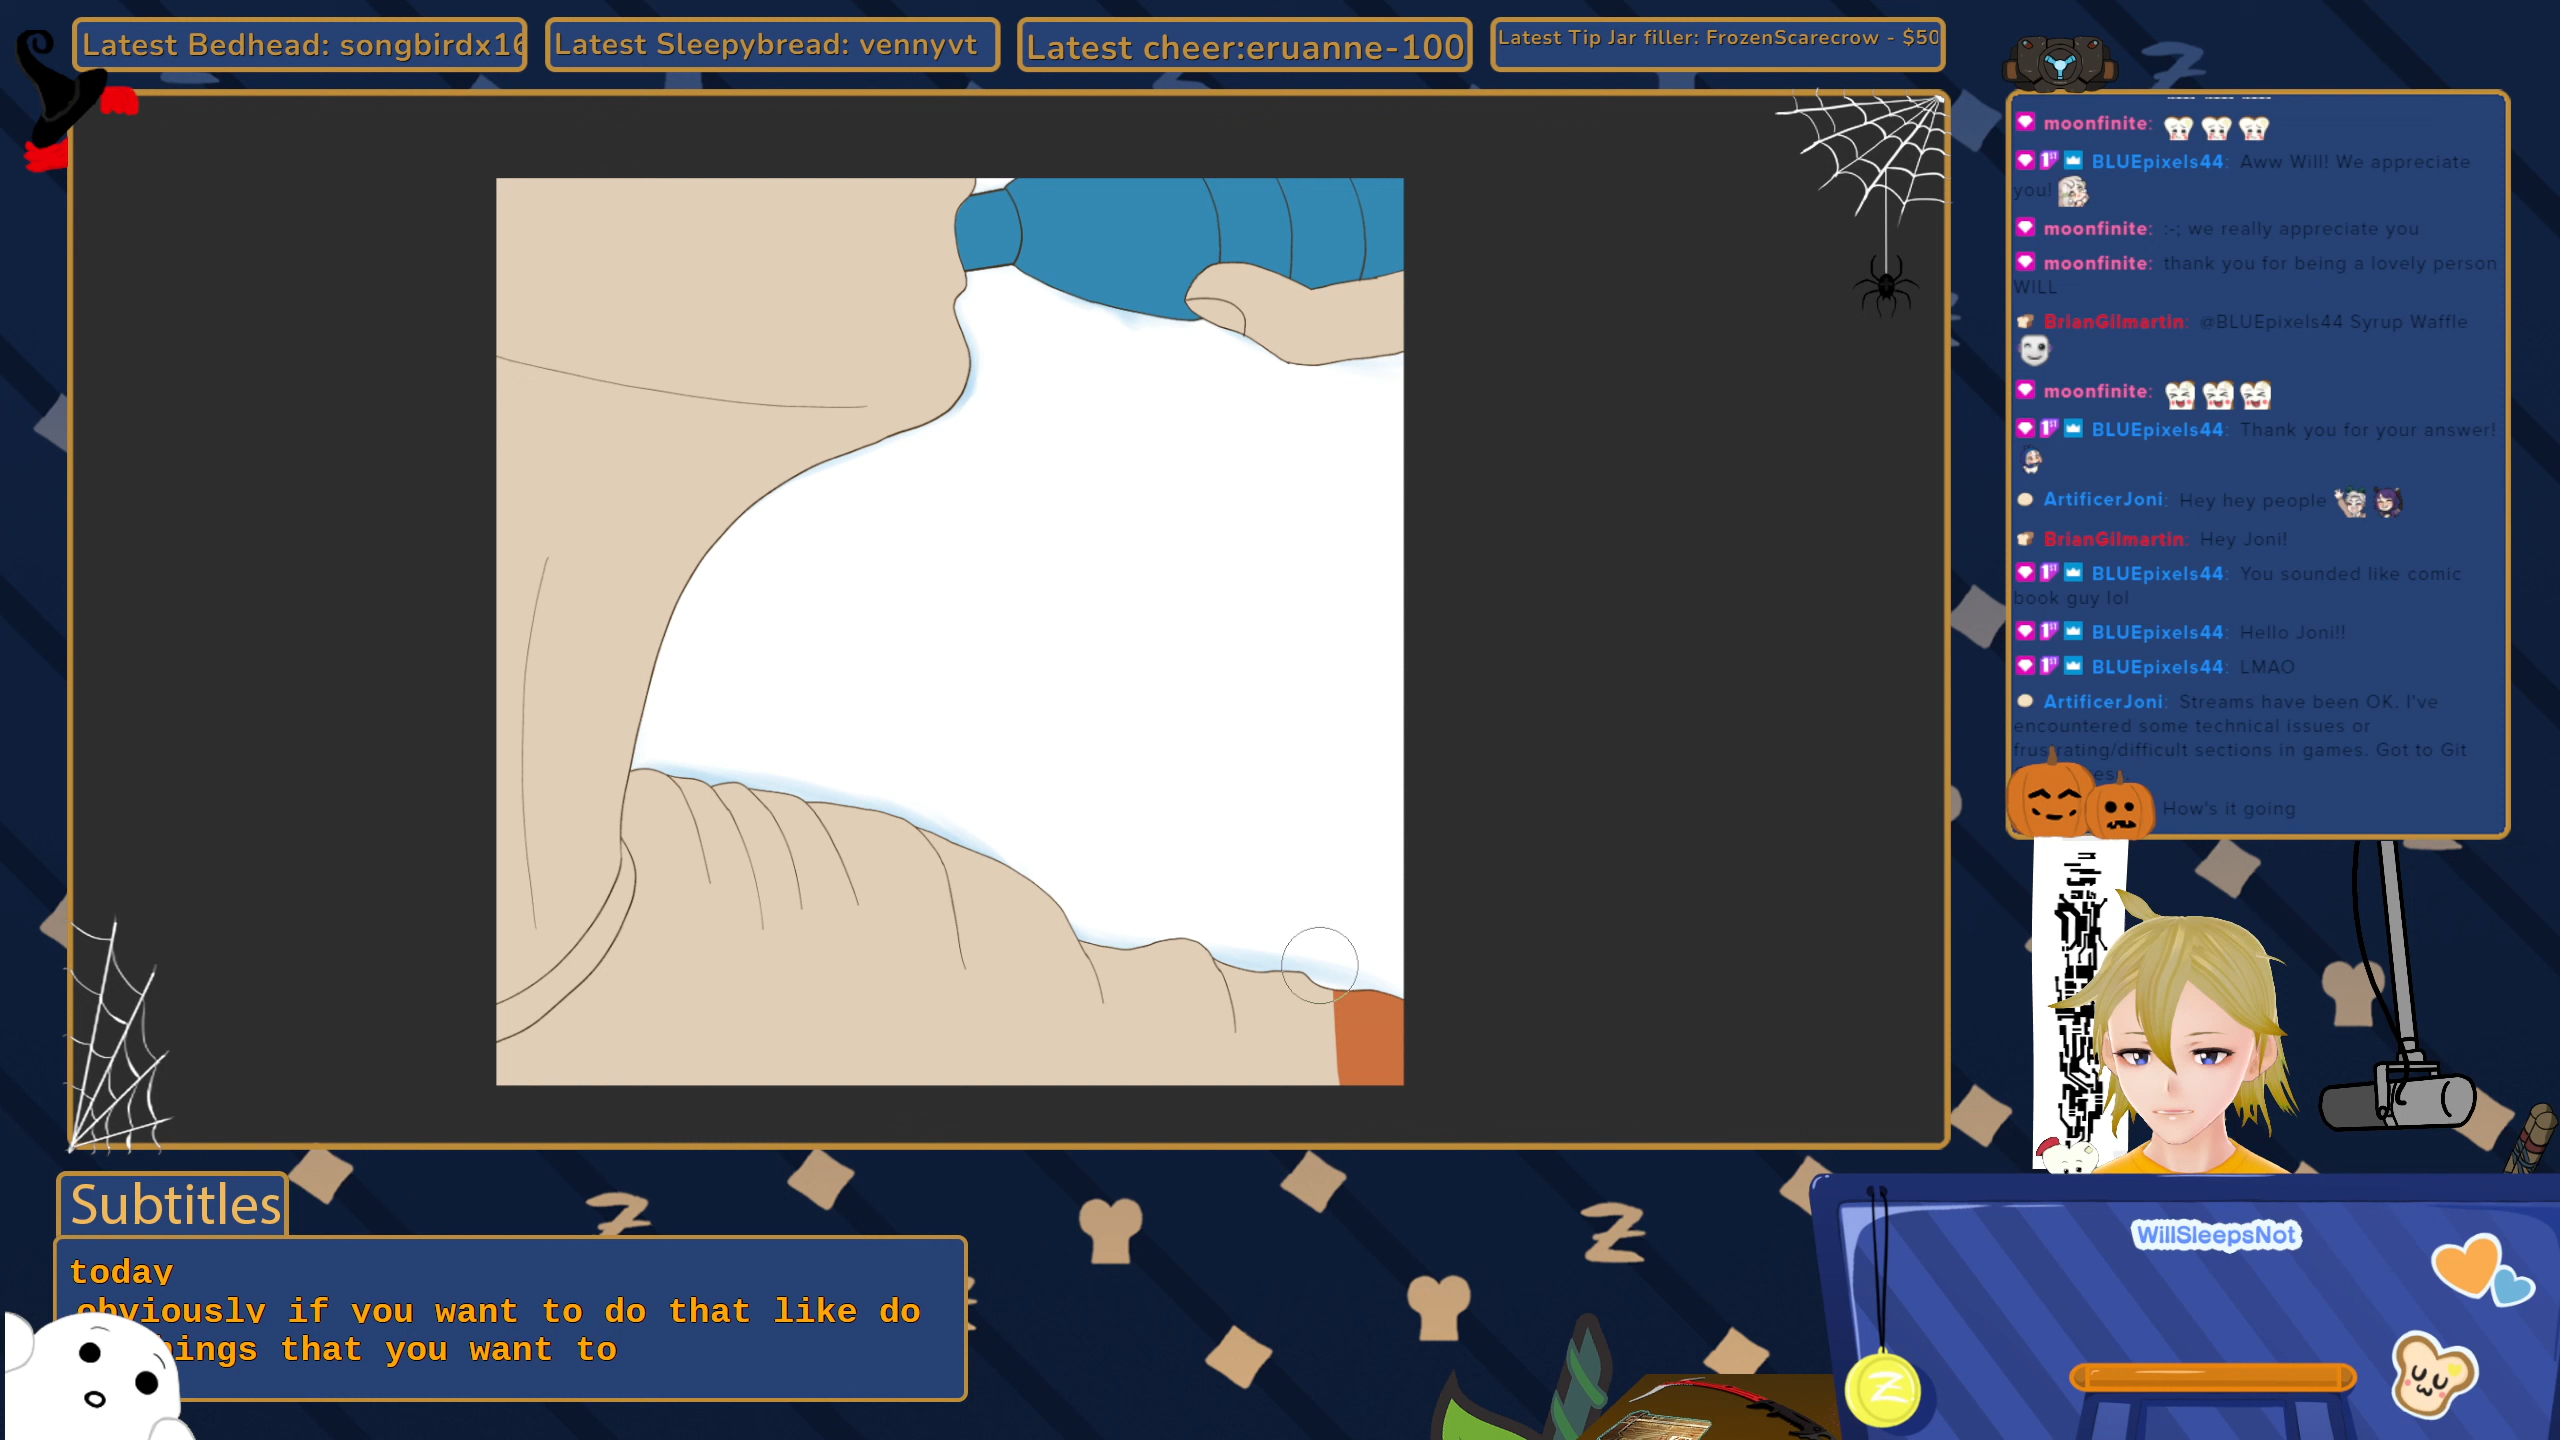 Latest Bedhead: songbirdx16
Latest Sleepybread: vennyvt
Latest cheer:eruanne-100
Latest Tip Jar filler: FrozenScarecrow - $50
moonfinite:
BLUEpixels44: Aww Will! We appreciate
you!
moonfinite: :-; we really appreciate you
moonfinite: thank you for being a lovely person
WILL
BrianGilmartin: @BLUEpixels44 Syrup Waffle
moonfinite:
BLUEpixels44: Thank you for your answer!
ArtificerJoni: Hey hey people
BrianGilmartin: Hey Joni!
BLUEpixels44: You sounded like comic
book guy lol
BLUEpixels44: Hello Joni!!
BLUEpixels44: LMAO
ArtificerJoni: Streams have been OK. I've
encountered some technical issues or
frustrating/difficult sections in games. Got to Git
How's it going
Subtitles
today
obviously if you want to do that like do
things that you want to
WillSleepsNot
Z